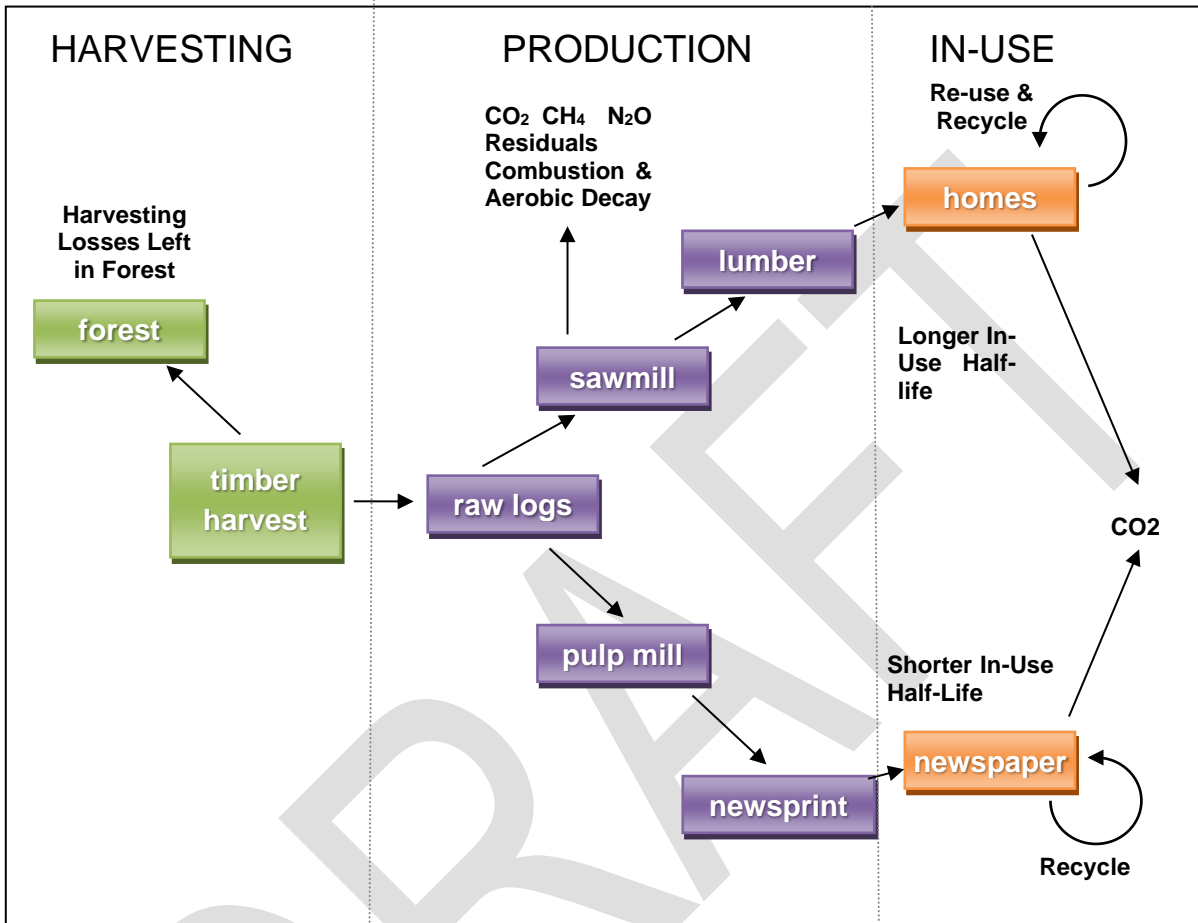 HARVESTING
PRODUCTION
IN-USE
Re-use &
Recycle
CO₂ CH₄ N₂O
Residuals
Combustion &
Aerobic Decay
homes
Harvesting
Losses Left
in Forest
lumber
forest
Longer In-
Use Half-
life
sawmill
timber
harvest
raw logs
CO2
pulp mill
Shorter In-Use
Half-Life
newspaper
newsprint
Recycle
DRAFT